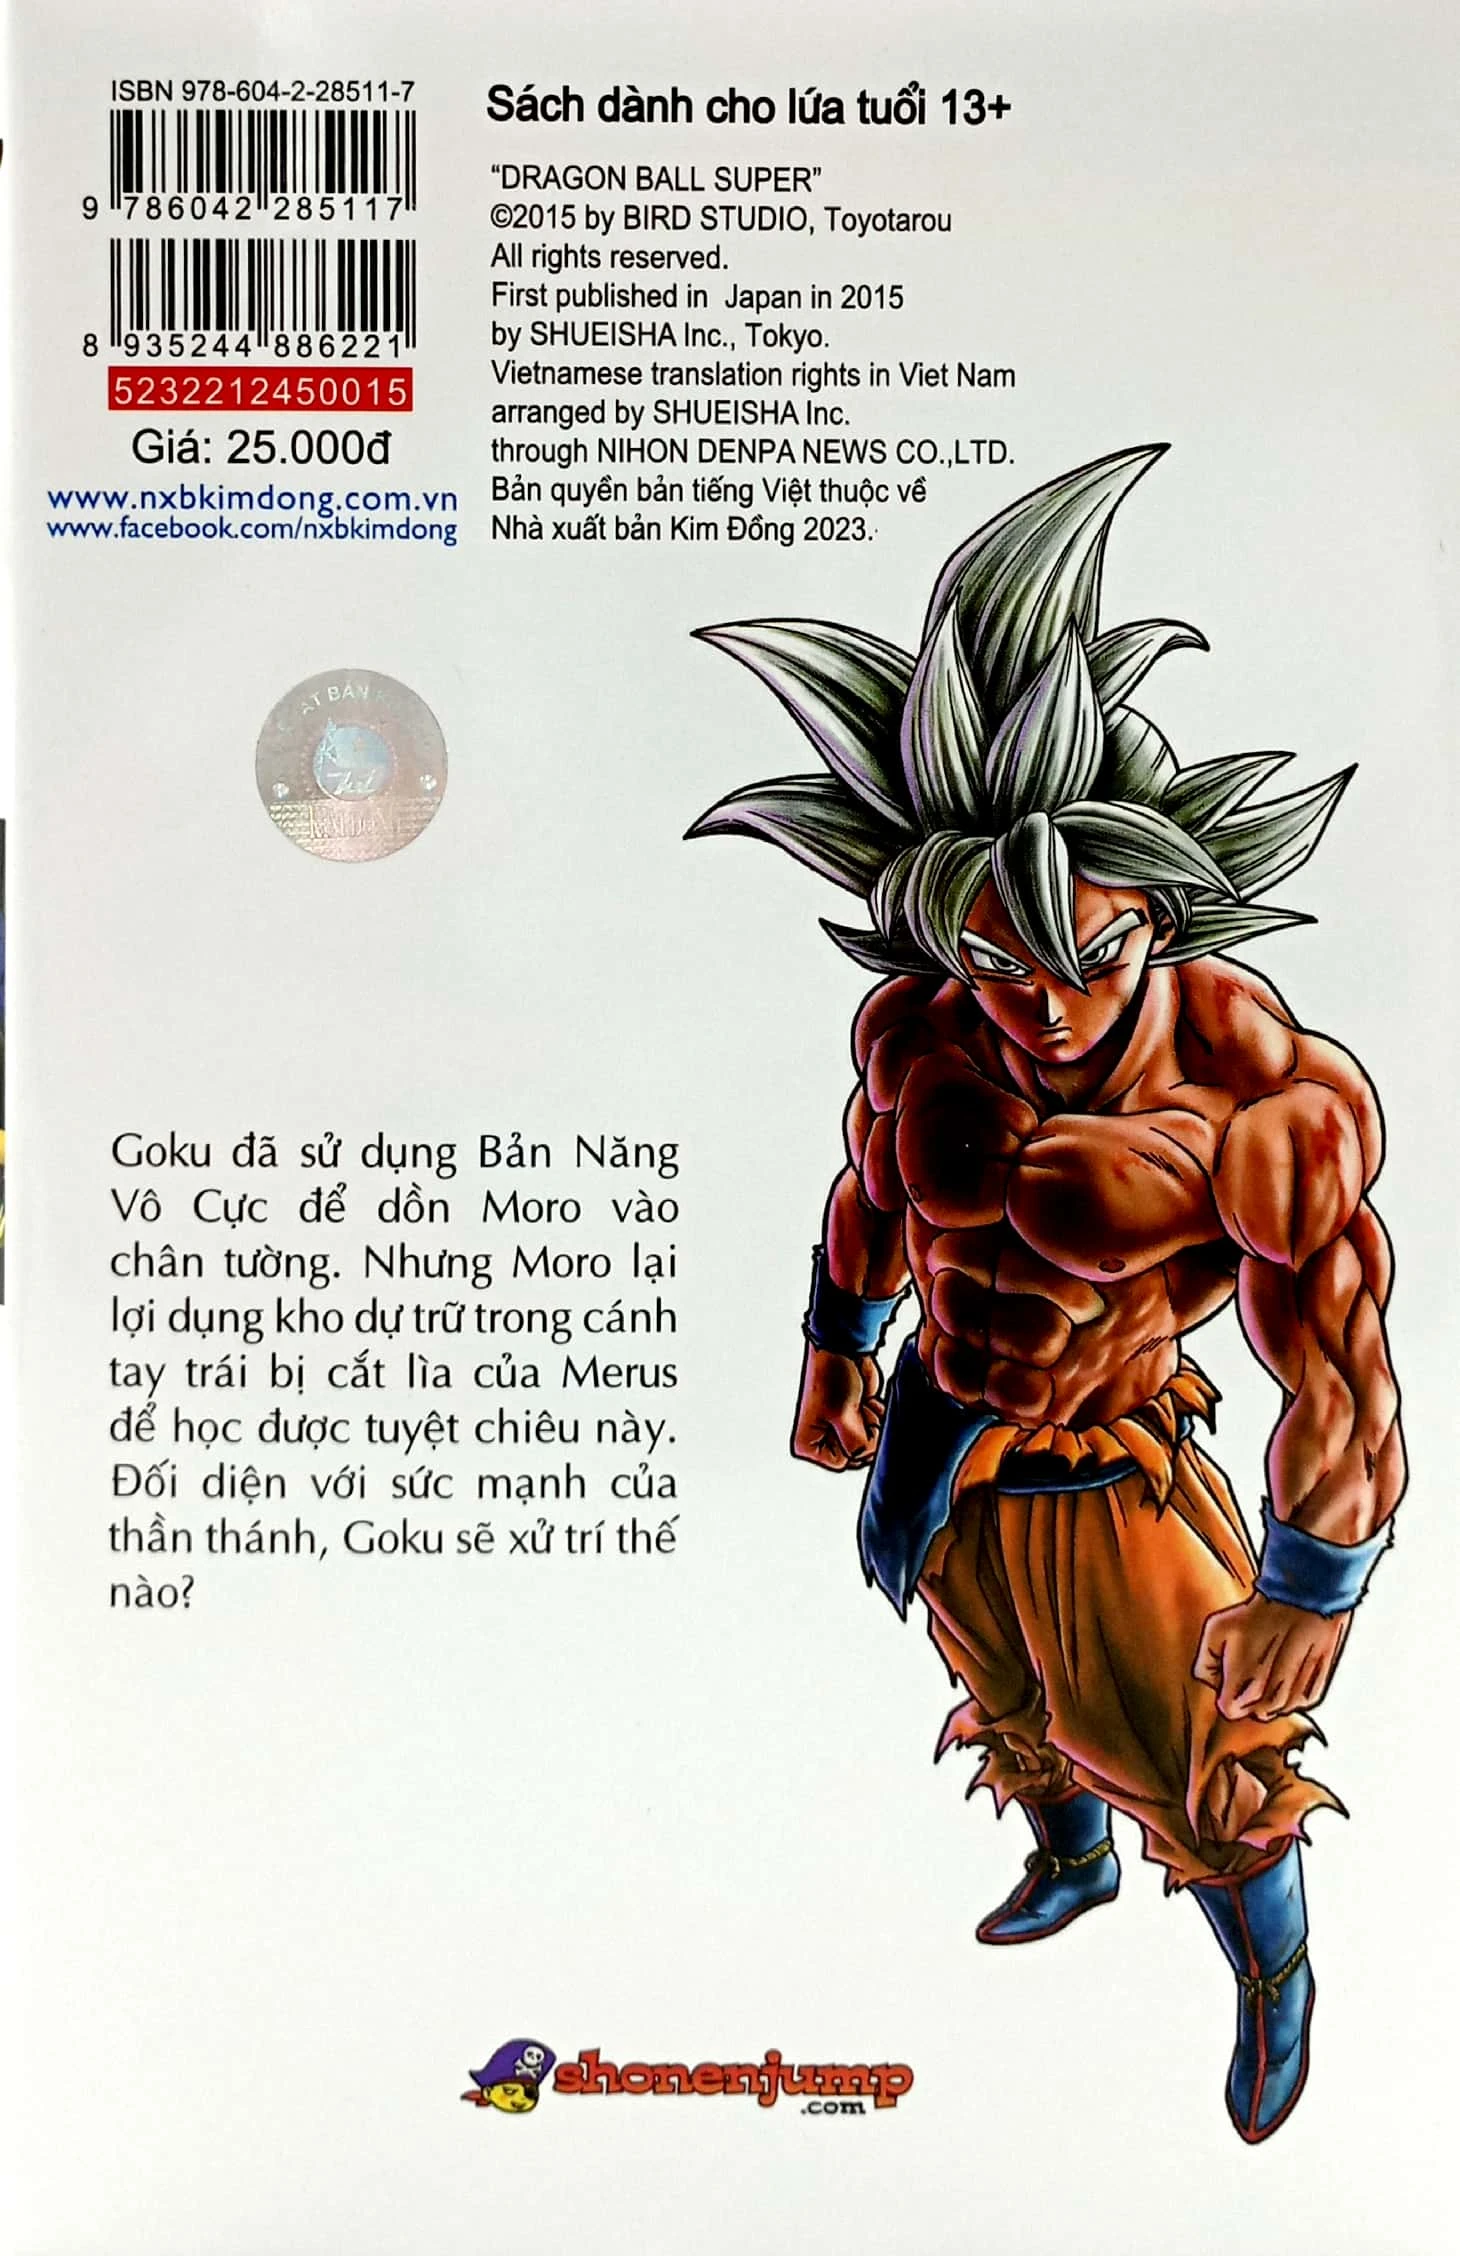 ISBN 978-604-2-28511-7
9 786042 285117
8 935244 886221
5232212450015
Giá: 25.000đ
www.nxbkimdong.com.vn
www.facebook.com/nxbkimdong
Sách dành cho lứa tuổi 13+
“DRAGON BALL SUPER”
©2015 by BIRD STUDIO, Toyotarou
All rights reserved.
First published in Japan in 2015
by SHUEISHA Inc., Tokyo.
Vietnamese translation rights in Viet Nam
arranged by SHUEISHA Inc.
through NIHON DENPA NEWS CO.,LTD.
Bản quyền bản tiếng Việt thuộc về
Nhà xuất bản Kim Đồng 2023.
Goku đã sử dụng Bản Năng
Vô Cực để dồn Moro vào
chân tường. Nhưng Moro lại
lợi dụng kho dự trữ trong cánh
tay trái bị cắt lìa của Merus
để học được tuyệt chiêu này.
Đối diện với sức mạnh của
thần thánh, Goku sẽ xử trí thế
nào?
shonenjump
.com